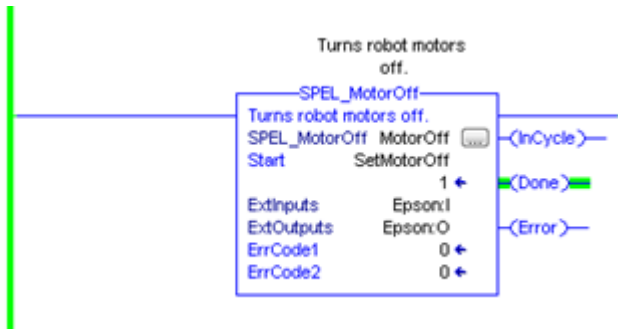 Turns robot motors
off.
SPEL_MotorOff
Turns robot motors off.
SPEL_MotorOff MotorOff ...
(InCycle)
Start SetMotorOff
1
(Done)
ExtInputs Epson:I
ExtOutputs Epson:O
(Error)
ErrCode1 0
ErrCode2 0